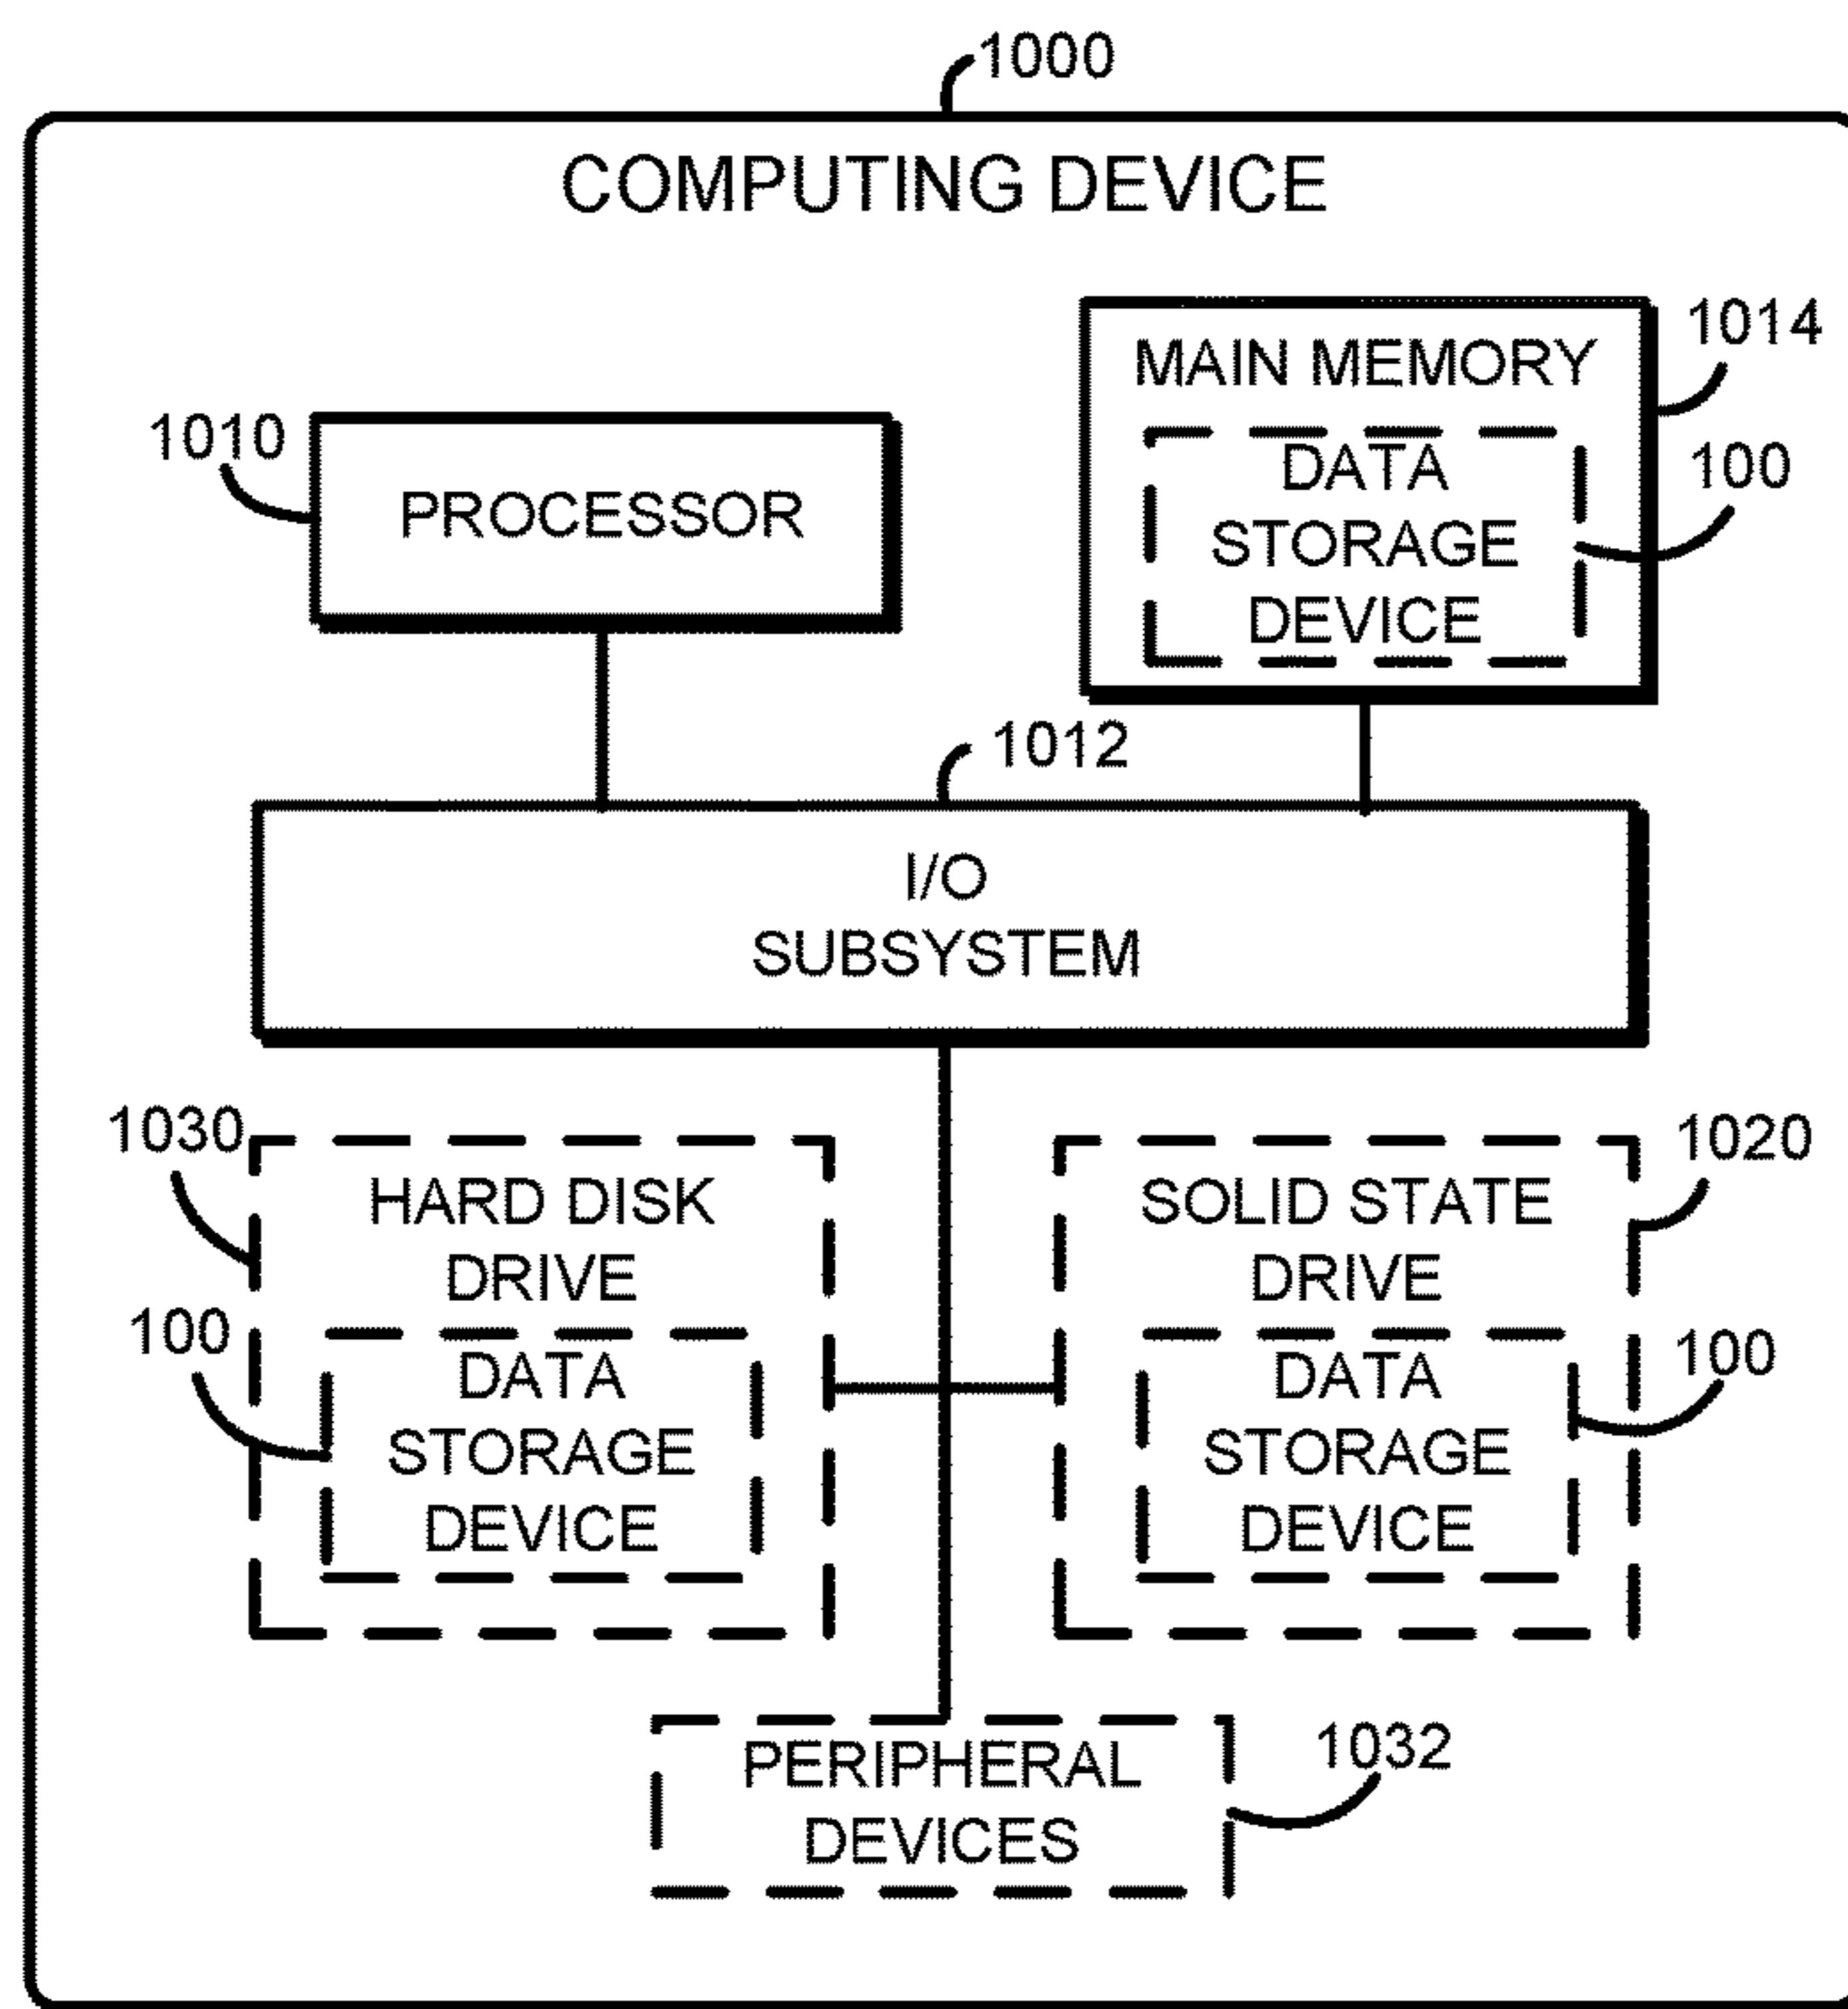 1000
COMPUTING DEVICE
1014
MAIN MEMORY
1010
PROCESSOR
100
DATA
STORAGE
DEVICE
1012
I/O
SUBSYSTEM
1030
HARD DISK
DRIVE
100
DATA
STORAGE
DEVICE
1020
SOLID STATE
DRIVE
100
DATA
STORAGE
DEVICE
PERIPHERAL
DEVICES
1032